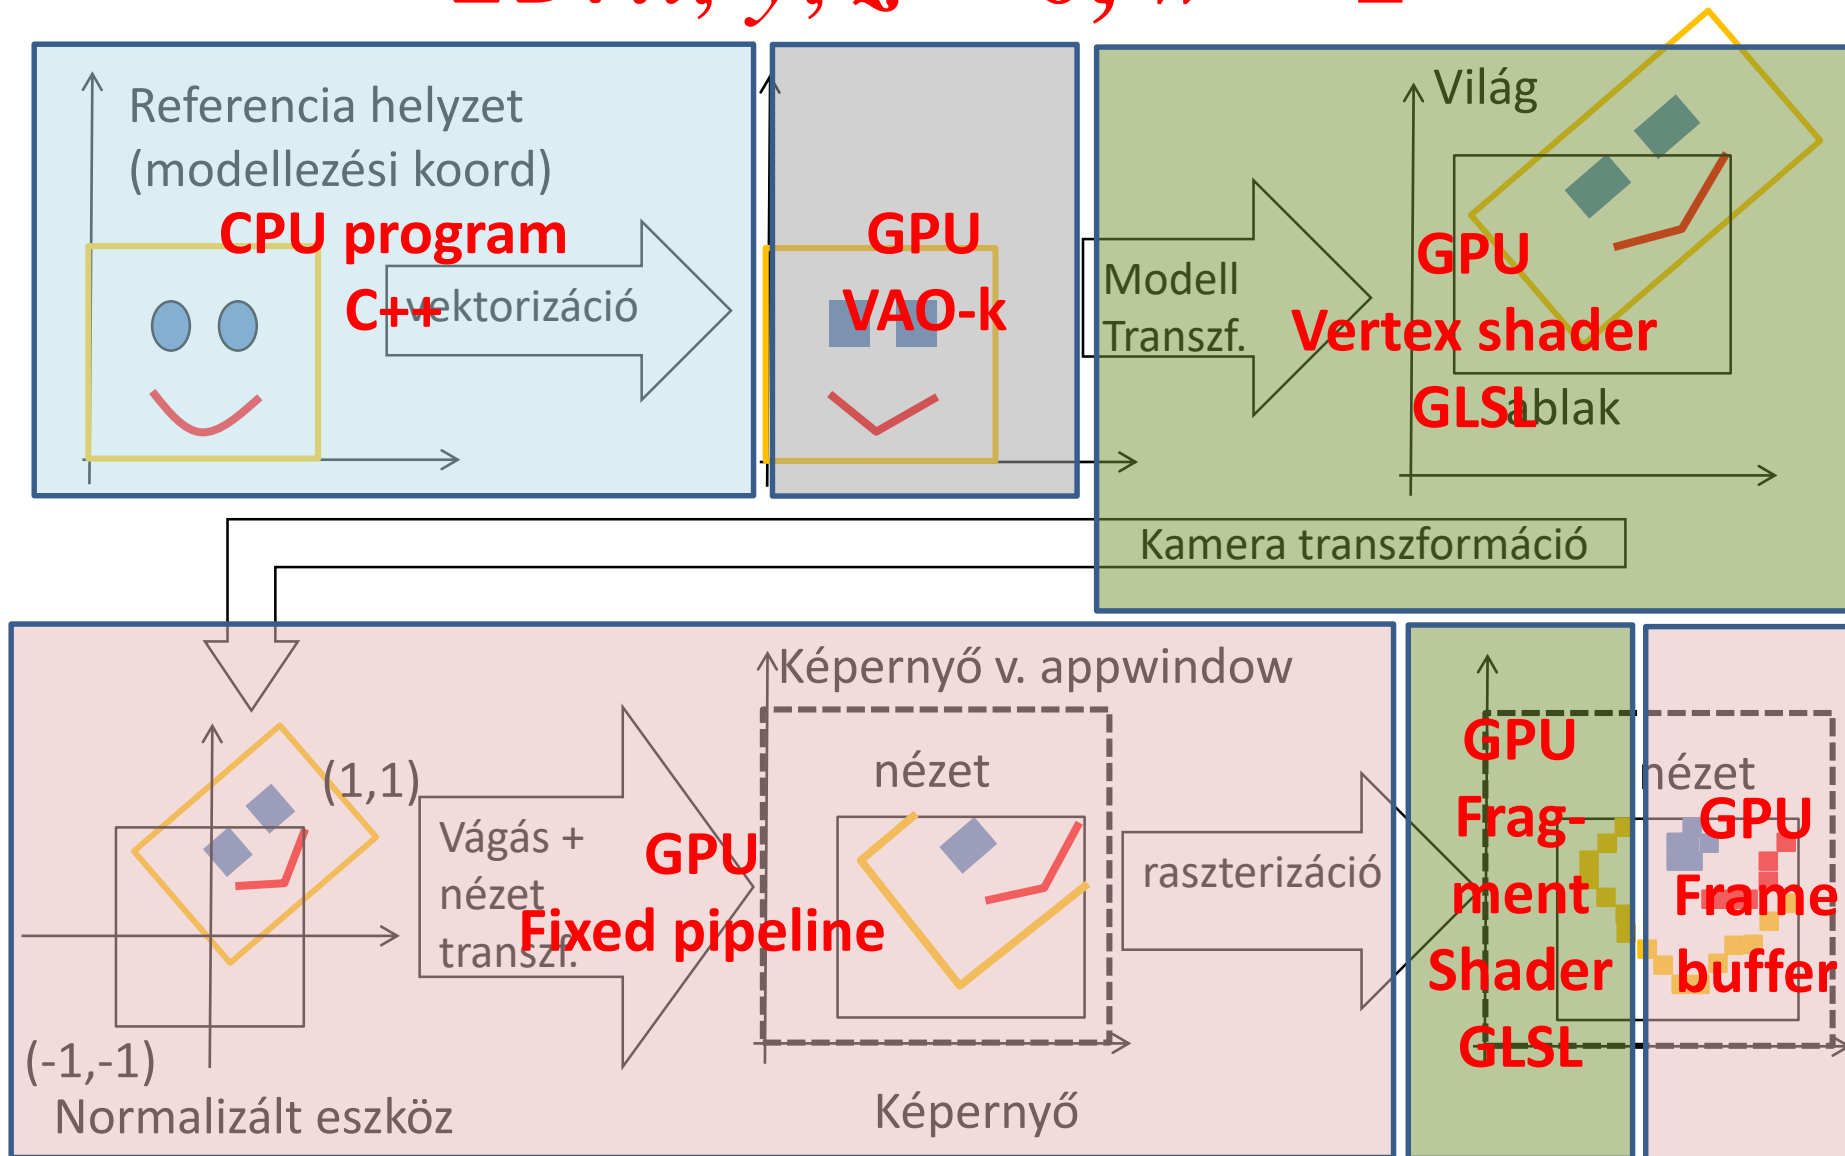 Referencia helyzet
(modellezési koord)
CPU program
C++
vektorizáció
GPU
VAO-k
Modell
Transzf.
Világ
GPU
Vertex shader
GLSL
ablak
Kamera transzformáció
(1,1)
(-1,-1)
Normalizált eszköz
Vágás +
nézet
transzf.
GPU
Fixed pipeline
Képernyő v. appwindow
nézet
Képernyő
raszterizáció
GPU
Frag-
ment
Shader
GLSL
nézet
GPU
Frame
buffer